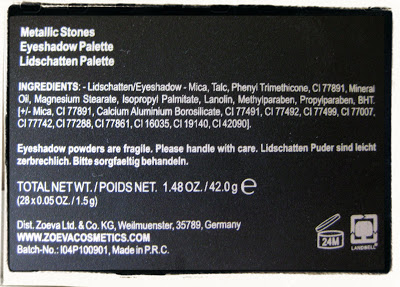 Metallic Stones
Eyeshadow Palette
Lidschatten Palette
INGREDIENTS: - Lidschatten/Eyeshadow - Mica, Talc, Phenyl Trimethicone, CI 77891, Mineral
Oil, Magnesium Stearate, Isopropyl Palmitate, Lanolin, Methylparaben, Propylparaben, BHT.
[+/- Mica, CI 77891, Calcium Aluminium Borosilicate, CI 77491, CI 77492, CI 77499, CI 77007,
CI 77742, CI 77288, CI 77861, CI 16035, CI 19140, CI 42090].
Eyeshadow powders are fragile. Please handle with care. Lidschatten Puder sind leicht
zerbrechlich. Bitte sorgfaeltig behandeln.
TOTAL NET WT. / POIDS NET. 1.48 OZ./ 42.0 g e
(28 x 0.05 OZ. / 1.5g)
Dist. Zoeva Ltd. & Co. KG, Weilmuenster, 35789, Germany
WWW.ZOEVACOSMETICS.COM
Batch-No.: I04P100901, Made in P.R.C.
24M
LANDBELL